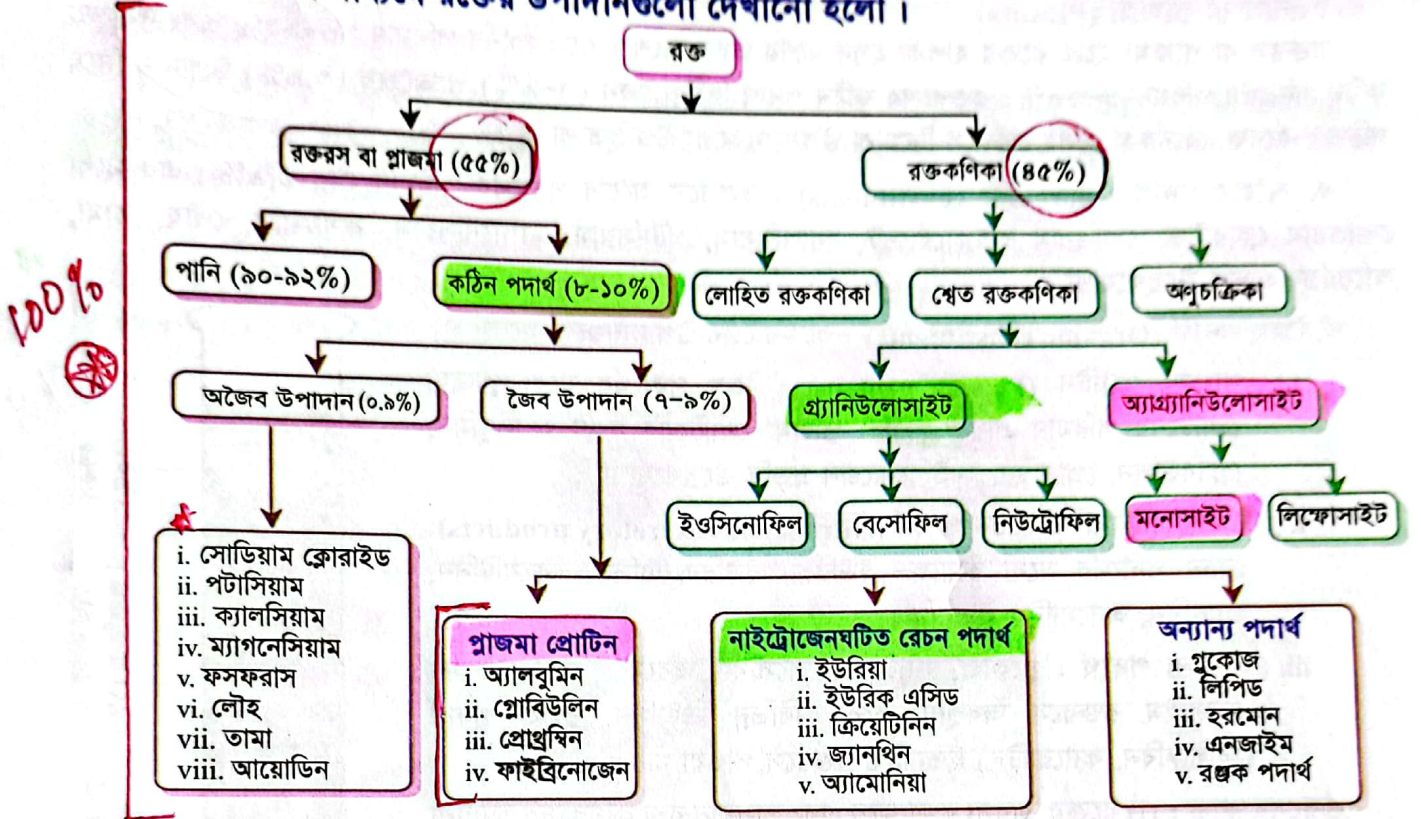 রক্তের উপাদানগুলো দেখানো হলো।
রক্ত
রক্তরস বা প্লাজমা (৫৫%)
রক্তকণিকা (৪৫%)
পানি (৯০-৯২%)
কঠিন পদার্থ (৮-১০%)
লোহিত রক্তকণিকা
শ্বেত রক্তকণিকা
অণুচক্রিকা
100%
অজৈব উপাদান (০.৯%)
জৈব উপাদান (৭-৯%)
গ্র্যানিউলোসাইট
অ্যাগ্র্যানিউলোসাইট
ইওসিনোফিল
বেসোফিল
নিউট্রোফিল
মনোসাইট
লিম্ফোসাইট
i. সোডিয়াম ক্লোরাইড
ii. পটাসিয়াম
iii. ক্যালসিয়াম
iv. ম্যাগনেসিয়াম
v. ফসফরাস
vi. লৌহ
vii. তামা
viii. আয়োডিন
প্লাজমা প্রোটিন
i. অ্যালবুমিন
ii. গ্লোবিউলিন
iii. প্রোথ্রম্বিন
iv. ফাইব্রিনোজেন
নাইট্রোজেনঘটিত রেচন পদার্থ
i. ইউরিয়া
ii. ইউরিক এসিড
iii. ক্রিয়েটিনিন
iv. জ্যানথিন
v. অ্যামোনিয়া
অন্যান্য পদার্থ
i. গ্লুকোজ
ii. লিপিড
iii. হরমোন
iv. এনজাইম
v. রঞ্জক পদার্থ